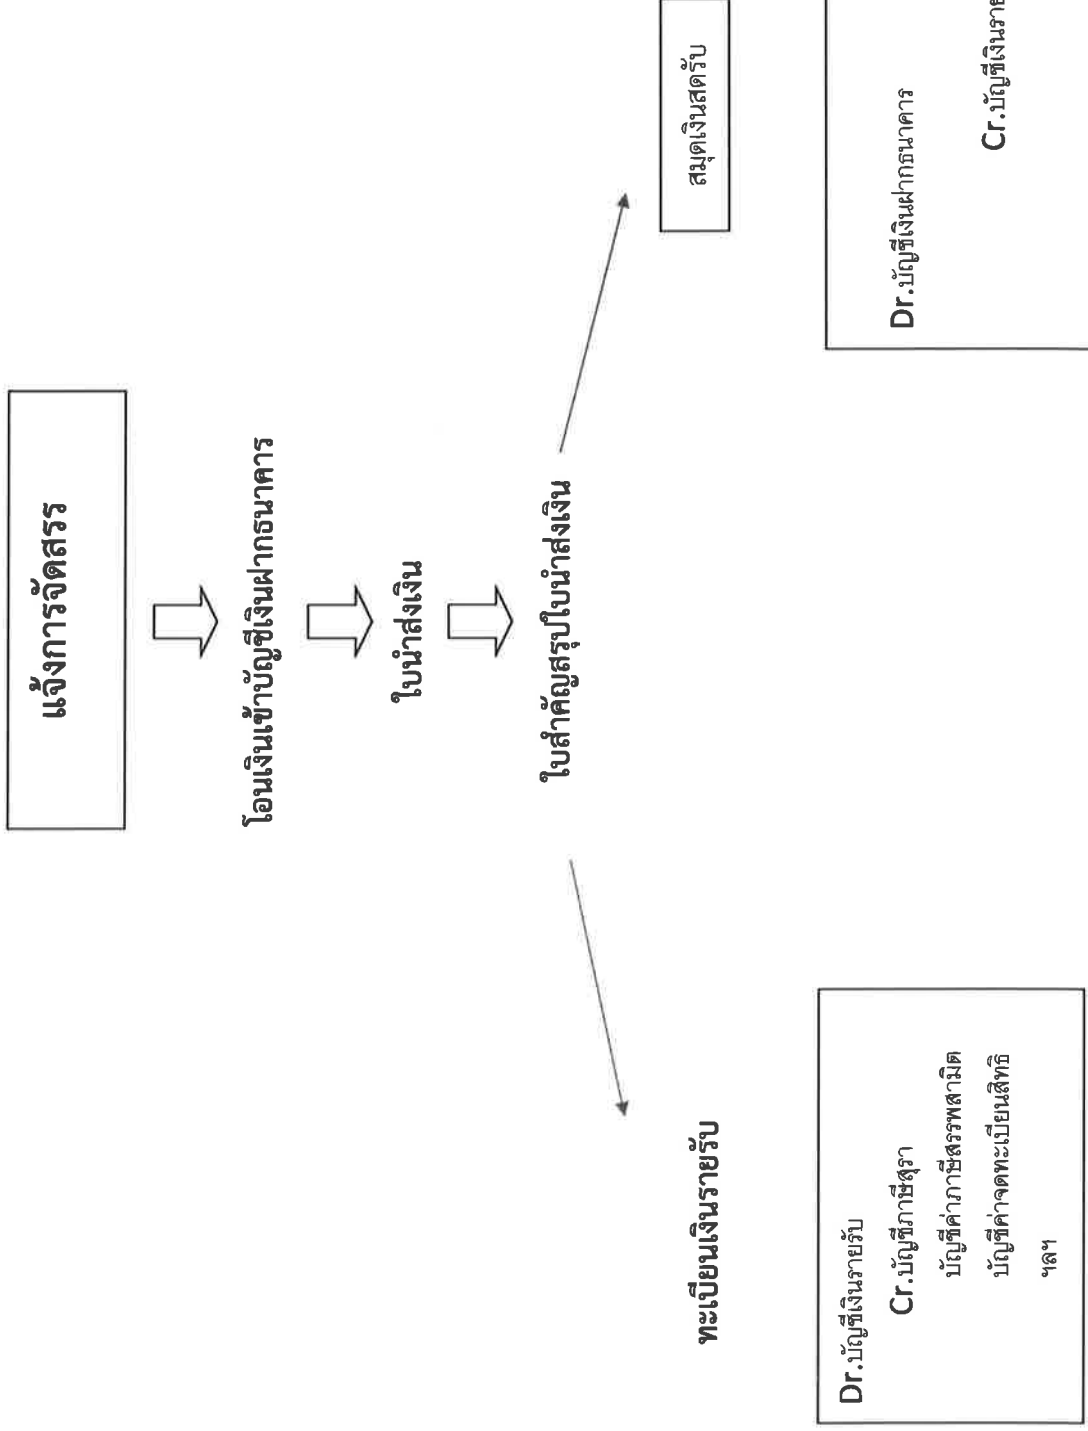 แจ้งการจัดสรร
โอนเงินเข้าบัญชีเงินฝากธนาคาร
ใบนำส่งเงิน
ใบสำคัญสรุปใบนำส่งเงิน
ทะเบียนเงินรายรับ
Dr.บัญชีเงินรายรับ
Cr.บัญชีภาษีสุรา
บัญชีค่าภาษีสรรพสามิต
บัญชีค่าจดทะเบียนสิทธิ
ฯลฯ
สมุดเงินสดรับ
Dr.บัญชีเงินฝากธนาคาร
Cr.บัญชีเงินราย